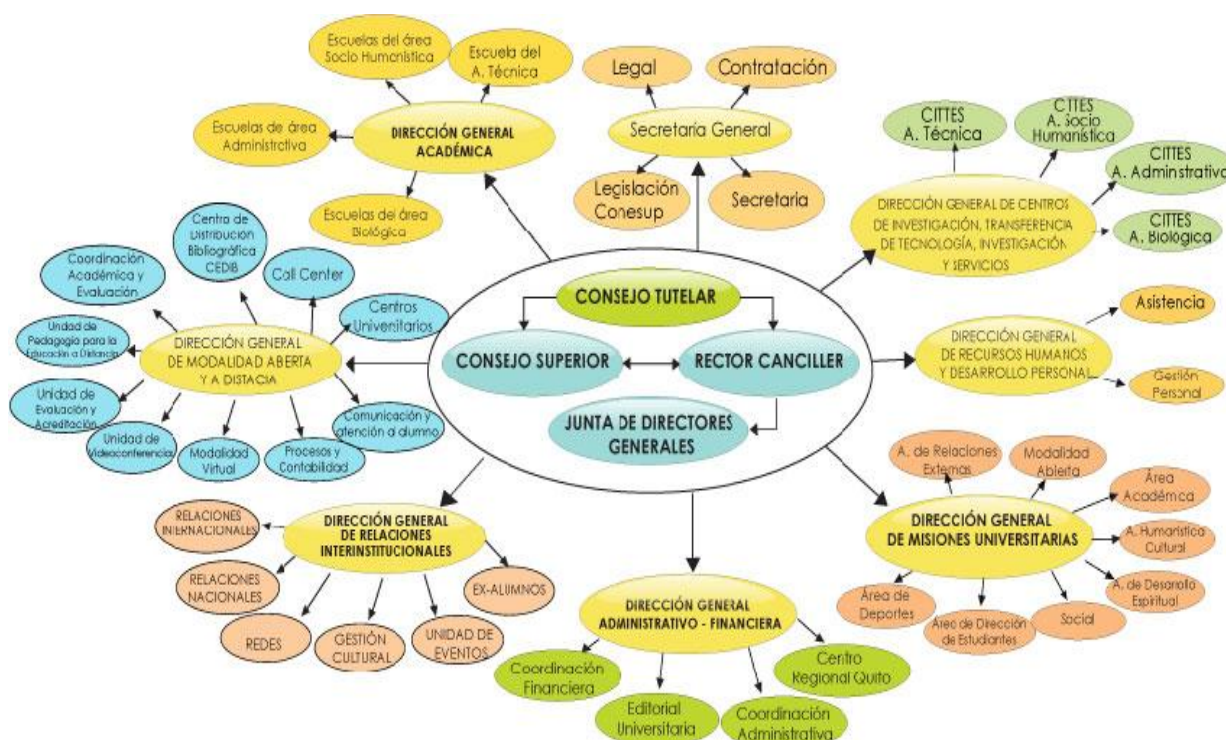 Escuelas del área
Socio Humanística
Escuela del
A. Técnica
Escuelas de área
Administrctiva
DIRECCIÓN GENERAL
ACADÉMICA
Escuelas del área
Biológica
Legal
Contratación
Secretaría General
Legislación
Conesup
Secretaria
CITTES
A. Técnica
CITTES
A. Socio
Humanística
CITTES
A. Adminstrativa
CITTES
A. Biológica
DIRECCIÓN GENERAL DE CENTROS
DE INVESTIGACIÓN, TRANSFERENCIA
DE TECNOLOGÍA, INVESTIGACIÓN
Y SERVICIOS
Centro de
Distribución
Bibliográfica
CEDIB
Coordinación
Académica y
Evaluación
Call Center
Centros
Universitarios
Unidad de
Pedagogía para la
Educación a Distancia
DIRECCIÓN GENERAL
DE MODALIDAD ABIERTA
Y A DISTACIA
Unidad de
Evaluación y
Acreditación
Unidad de
Videoconferencia
Modalidad
Virtual
Procesos y
Contabilidad
Comunicación y
atención al alumno
CONSEJO TUTELAR
CONSEJO SUPERIOR
RECTOR CANCILLER
JUNTA DE DIRECTORES
GENERALES
Asistencia
DIRECCIÓN GENERAL
DE RECURSOS HUMANOS
Y DESARROLLO PERSONAL
Gestión
Personal
RELACIONES
INTERNACIONALES
DIRECCIÓN GENERAL
DE RELACIONES
INTERINSTITUCIONALES
RELACIONES
NACIONALES
REDES
GESTIÓN
CULTURAL
UNIDAD DE
EVENTOS
EX-ALUMNOS
DIRECCIÓN GENERAL
ADMINISTRATIVO - FINANCIERA
Coordinación
Financiera
Editorial
Universitaria
Coordinación
Administrativa
Centro
Regional Quito
A. de Relaciones
Externas
Modalidad
Abierta
Área
Académica
DIRECCIÓN GENERAL
DE MISIONES UNIVERSITARIAS
A. Humanística
Cultural
A. de Desarrollo
Espiritual
Área de
Deportes
Área de Dirección
de Estudiantes
Social